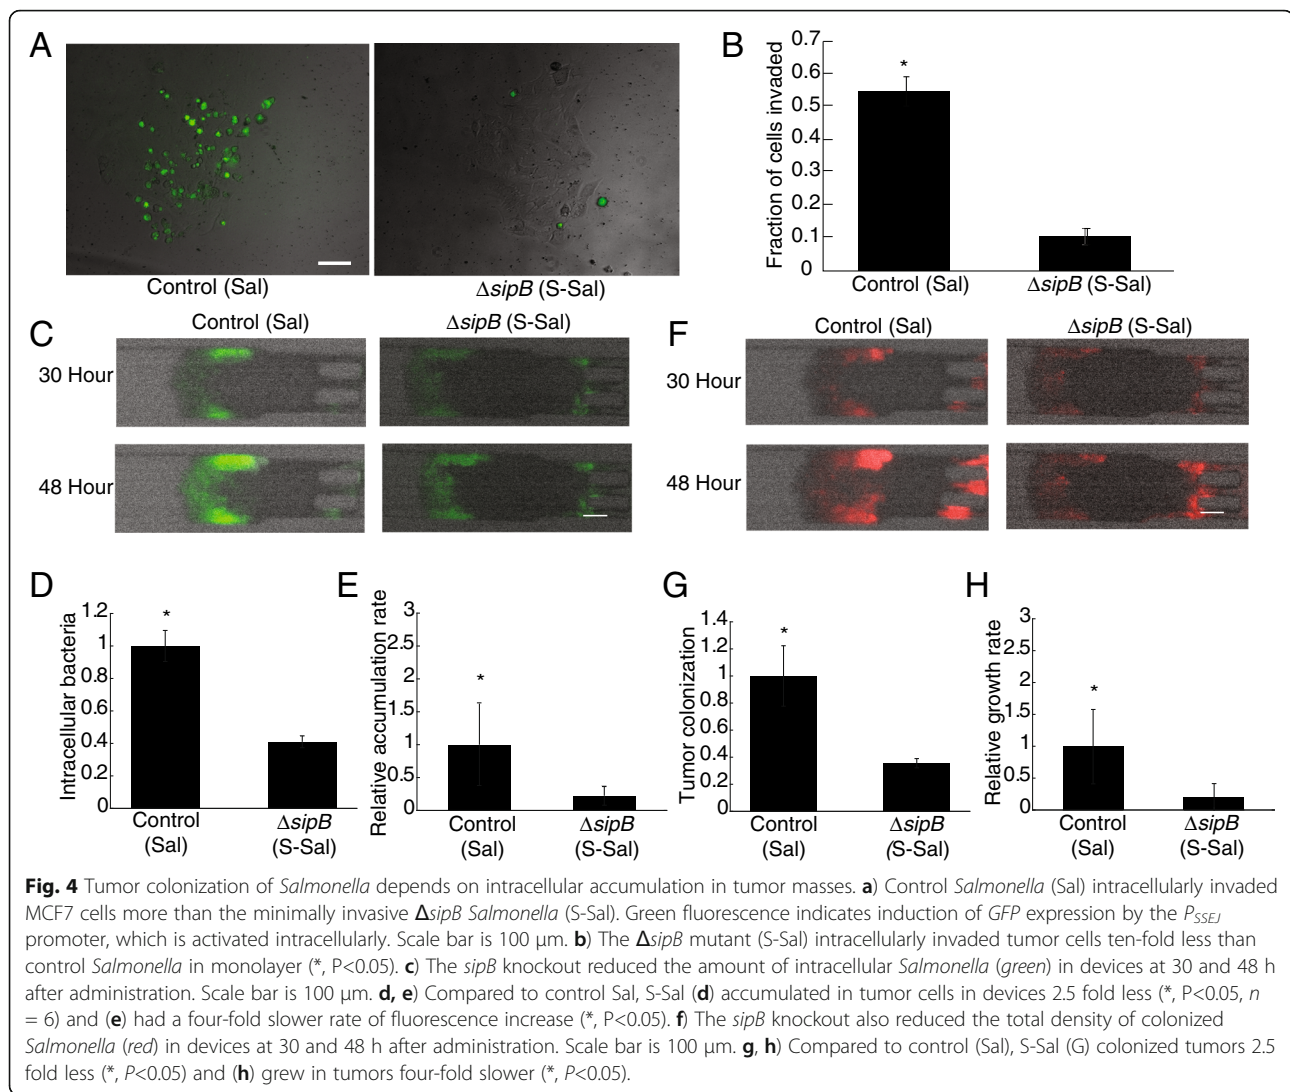 A
Control (Sal)
ΔsipB (S-Sal)
B
Fraction of cells invaded
0.7
0.6
0.5
0.4
0.3
0.2
0.1
0
*
Control (Sal)
ΔsipB (S-Sal)
C
Control (Sal)
ΔsipB (S-Sal)
30 Hour
48 Hour
F
Control (Sal)
ΔsipB (S-Sal)
30 Hour
48 Hour
D
Intracellular bacteria
1.2
1
0.8
0.6
0.4
0.2
0
*
Control
(Sal)
ΔsipB
(S-Sal)
E
Relative accumulation rate
3
2.5
2
1.5
1
0.5
0
*
Control
(Sal)
ΔsipB
(S-Sal)
G
Tumor colonization
1.4
1.2
1
0.8
0.6
0.4
0.2
0
*
Control
(Sal)
ΔsipB
(S-Sal)
H
Relative growth rate
3
2.5
2
1.5
1
0.5
0
*
Control
(Sal)
ΔsipB
(S-Sal)
Fig. 4 Tumor colonization of Salmonella depends on intracellular accumulation in tumor masses. a) Control Salmonella (Sal) intracellularly invaded
MCF7 cells more than the minimally invasive ΔsipB Salmonella (S-Sal). Green fluorescence indicates induction of GFP expression by the P_SSEJ
promoter, which is activated intracellularly. Scale bar is 100 μm. b) The ΔsipB mutant (S-Sal) intracellularly invaded tumor cells ten-fold less than
control Salmonella in monolayer (*, P<0.05). c) The sipB knockout reduced the amount of intracellular Salmonella (green) in devices at 30 and 48 h
after administration. Scale bar is 100 μm. d, e) Compared to control Sal, S-Sal (d) accumulated in tumor cells in devices 2.5 fold less (*, P<0.05, n
= 6) and (e) had a four-fold slower rate of fluorescence increase (*, P<0.05). f) The sipB knockout also reduced the total density of colonized
Salmonella (red) in devices at 30 and 48 h after administration. Scale bar is 100 μm. g, h) Compared to control (Sal), S-Sal (G) colonized tumors 2.5
fold less (*, P<0.05) and (h) grew in tumors four-fold slower (*, P<0.05).